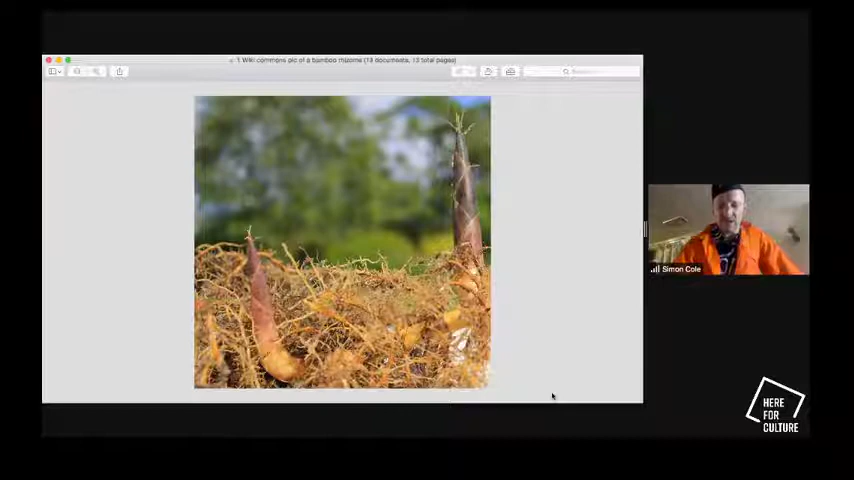 1 Wiki commons pic of a bamboo rhizome (13 documents, 13 total pages)
Simon Cole
HERE
FOR
CULTURE